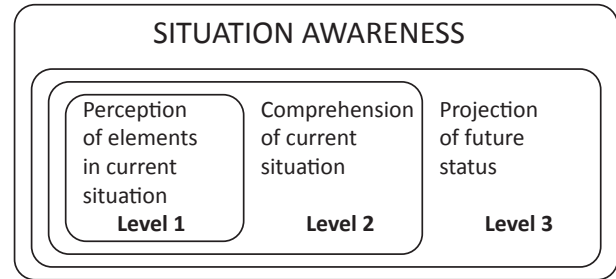 SITUATION AWARENESS
Perception
of elements
in current
situation
Level 1
Comprehension
of current
situation
Level 2
Projection
of future
status
Level 3